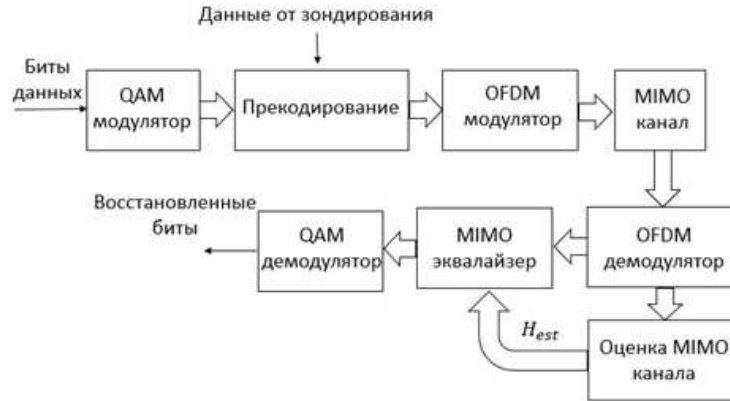 Данные от зондирования
Биты
данных
QAM
модулятор
Прекодирование
OFDM
модулятор
MIMO
канал
Восстановленные
биты
QAM
демодулятор
MIMO
эквалайзер
OFDM
демодулятор
H_est
Оценка MIMO
канала